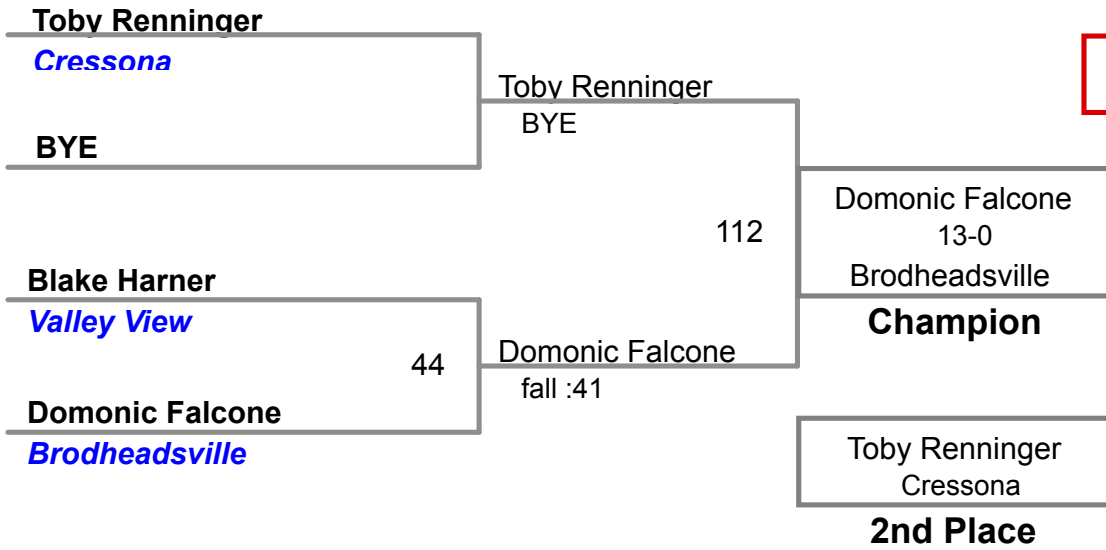 Toby Renninger
Cressona
Toby Renninger
BYE
BYE
Domonic Falcone
112
13-0
Brodheadsville
Blake Harner
Valley View
Champion
44
Domonic Falcone
fall :41
Domonic Falcone
Brodheadsville
Toby Renninger
Cressona
2nd Place